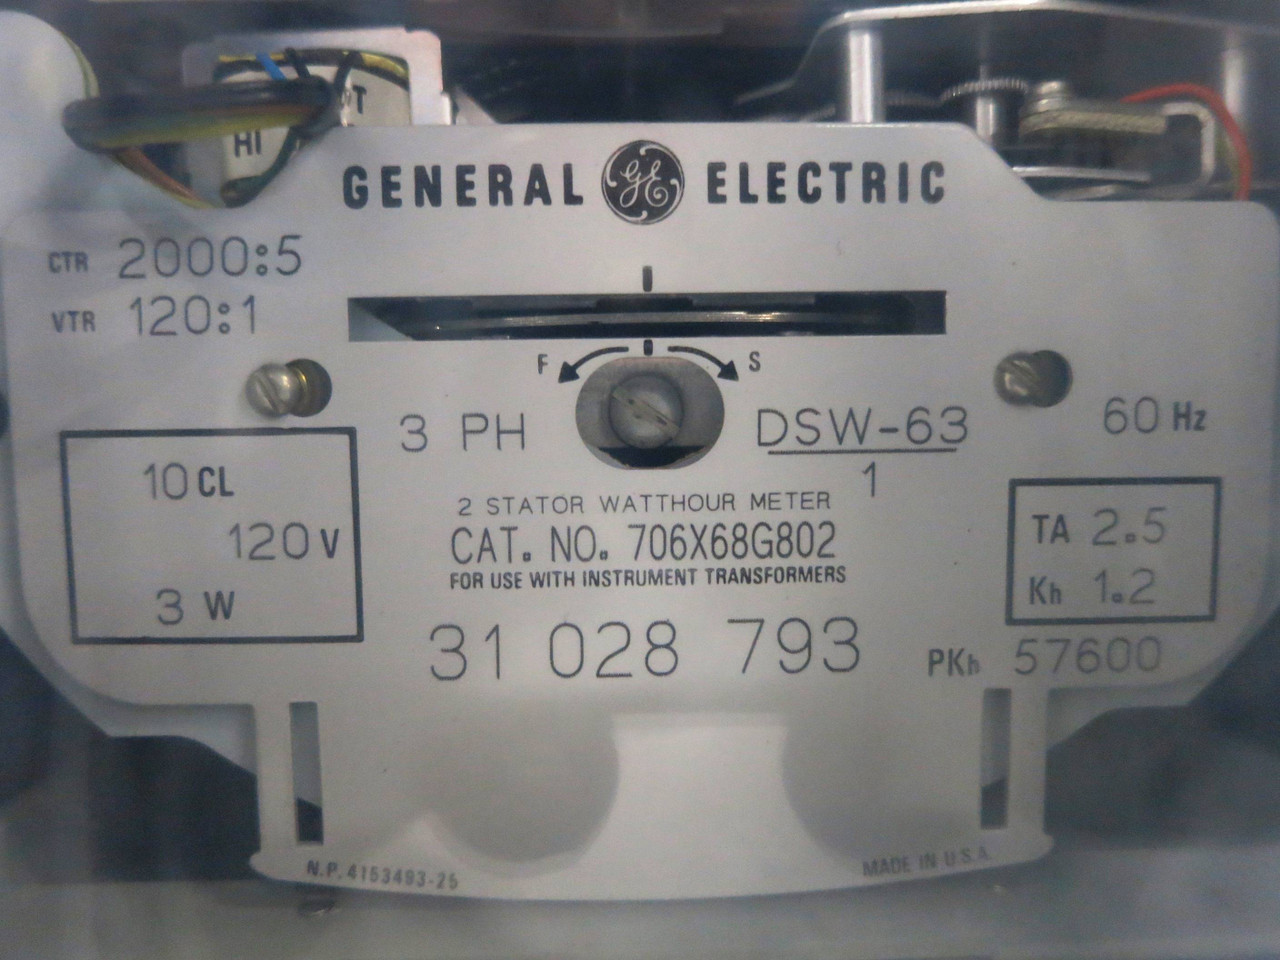 HI
GENERAL GE ELECTRIC
CTR 2000:5
VTR 120:1
F S
3 PH
DSW-63
1
60 Hz
10 CL
120 V
3 W
2 STATOR WATTHOUR METER
CAT. NO. 706X68G802
FOR USE WITH INSTRUMENT TRANSFORMERS
31 028 793
TA 2.5
Kh 1.2
PKh 57600
N.P. 4153493-25
MADE IN U.S.A.